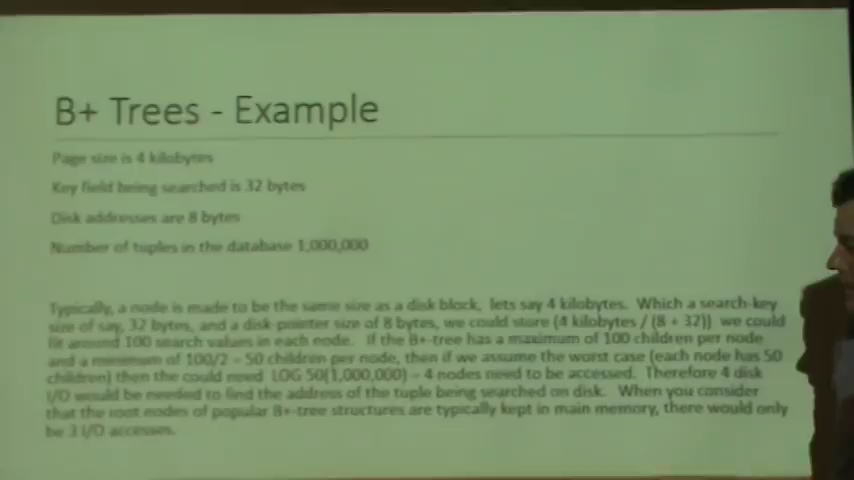 B+ Trees - Example
Page size is 4 kilobytes
Key field being searched is 32 bytes
Disk addresses are 8 bytes
Number of tuples in the database 1,000,000
Typically, a node is made to be the same size as a disk block, lets say 4 kilobytes. Which a search-key
size of say, 32 bytes, and a disk-pointer size of 8 bytes, we could store (4 kilobytes / (8 + 32)) we could
fit around 100 search values in each node. If the B+-tree has a maximum of 100 children per node
and a minimum of 100/2 – 50 children per node, then if we assume the worst case (each node has 50
children) then the could need LOG 50(1,000,000) – 4 nodes need to be accessed. Therefore 4 disk
I/O would be needed to find the address of the tuple being searched on disk. When you consider
that the root nodes of popular B+-tree structures are typically kept in main memory, there would only
be 3 I/O accesses.